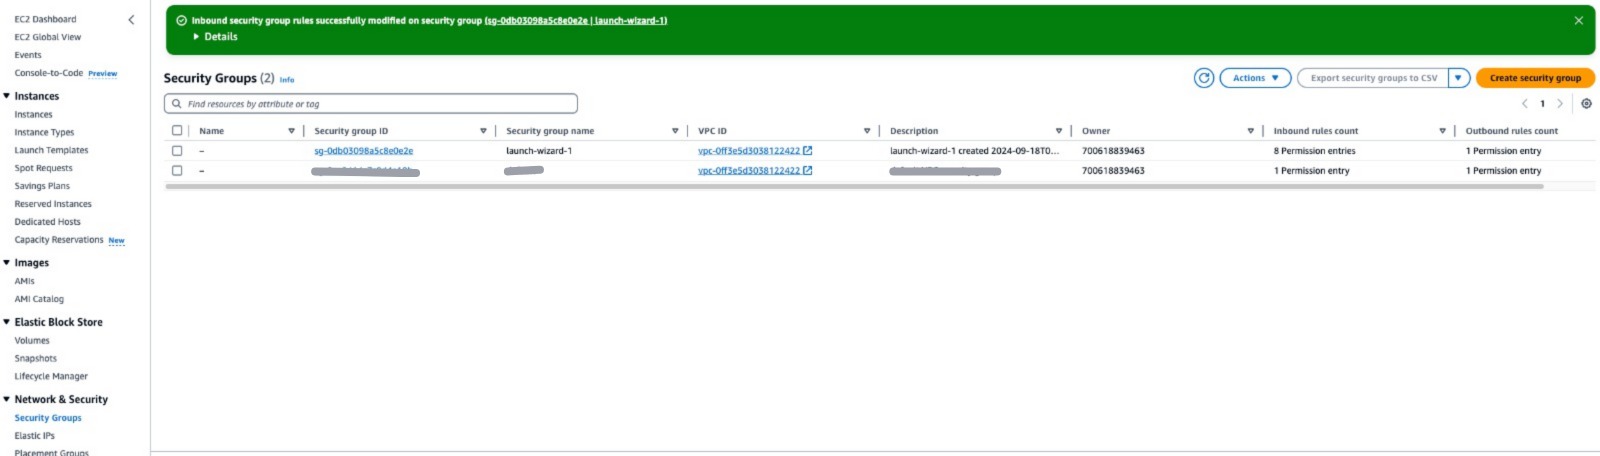 EC2 Dashboard
EC2 Global View
Events
Console-to-Code Preview
Instances
Instances
Instance Types
Launch Templates
Spot Requests
Savings Plans
Reserved Instances
Dedicated Hosts
Capacity Reservations New
Images
AMIs
AMI Catalog
Elastic Block Store
Volumes
Snapshots
Lifecycle Manager
Network & Security
Security Groups
Elastic IPs
Placement Groups
Inbound security group rules successfully modified on security group (sg-0db03098a5c8e0e2e | launch-wizard-1)
Details
Security Groups (2) Info
Actions Export security groups to CSV Create security group
Find resources by attribute or tag
1
Name Security group ID Security group name VPC ID Description Owner Inbound rules count Outbound rules count
– sg-0db03098a5c8e0e2e launch-wizard-1 vpc-0ff3e5d3038122422 launch-wizard-1 created 2024-09-18T0... 700618839463 8 Permission entries 1 Permission entry
– vpc-0ff3e5d3038122422 700618839463 1 Permission entry 1 Permission entry